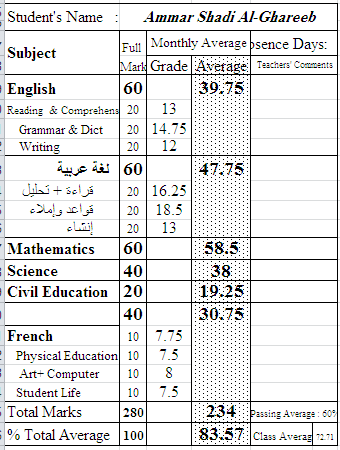 Student's Name : Ammar Shadi Al-Ghareeb
Subject Full Mark Monthly Average bsence Days:
Grade Average Teachers' Comments
English 60 39.75
Reading & Comprehens 20 13
Grammar & Dict 20 14.75
Writing 20 12
لغة عربية 60 47.75
قراءة + تحليل 20 16.25
قواعد وإملاء 20 18.5
إنشاء 20 13
Mathematics 60 58.5
Science 40 38
Civil Education 20 19.25
40 30.75
French 10 7.75
Physical Education 10 7.5
Art+ Computer 10 8
Student Life 10 7.5
Total Marks 280 234 Passing Average : 60%
% Total Average 100 83.57 Class Averag 72.71